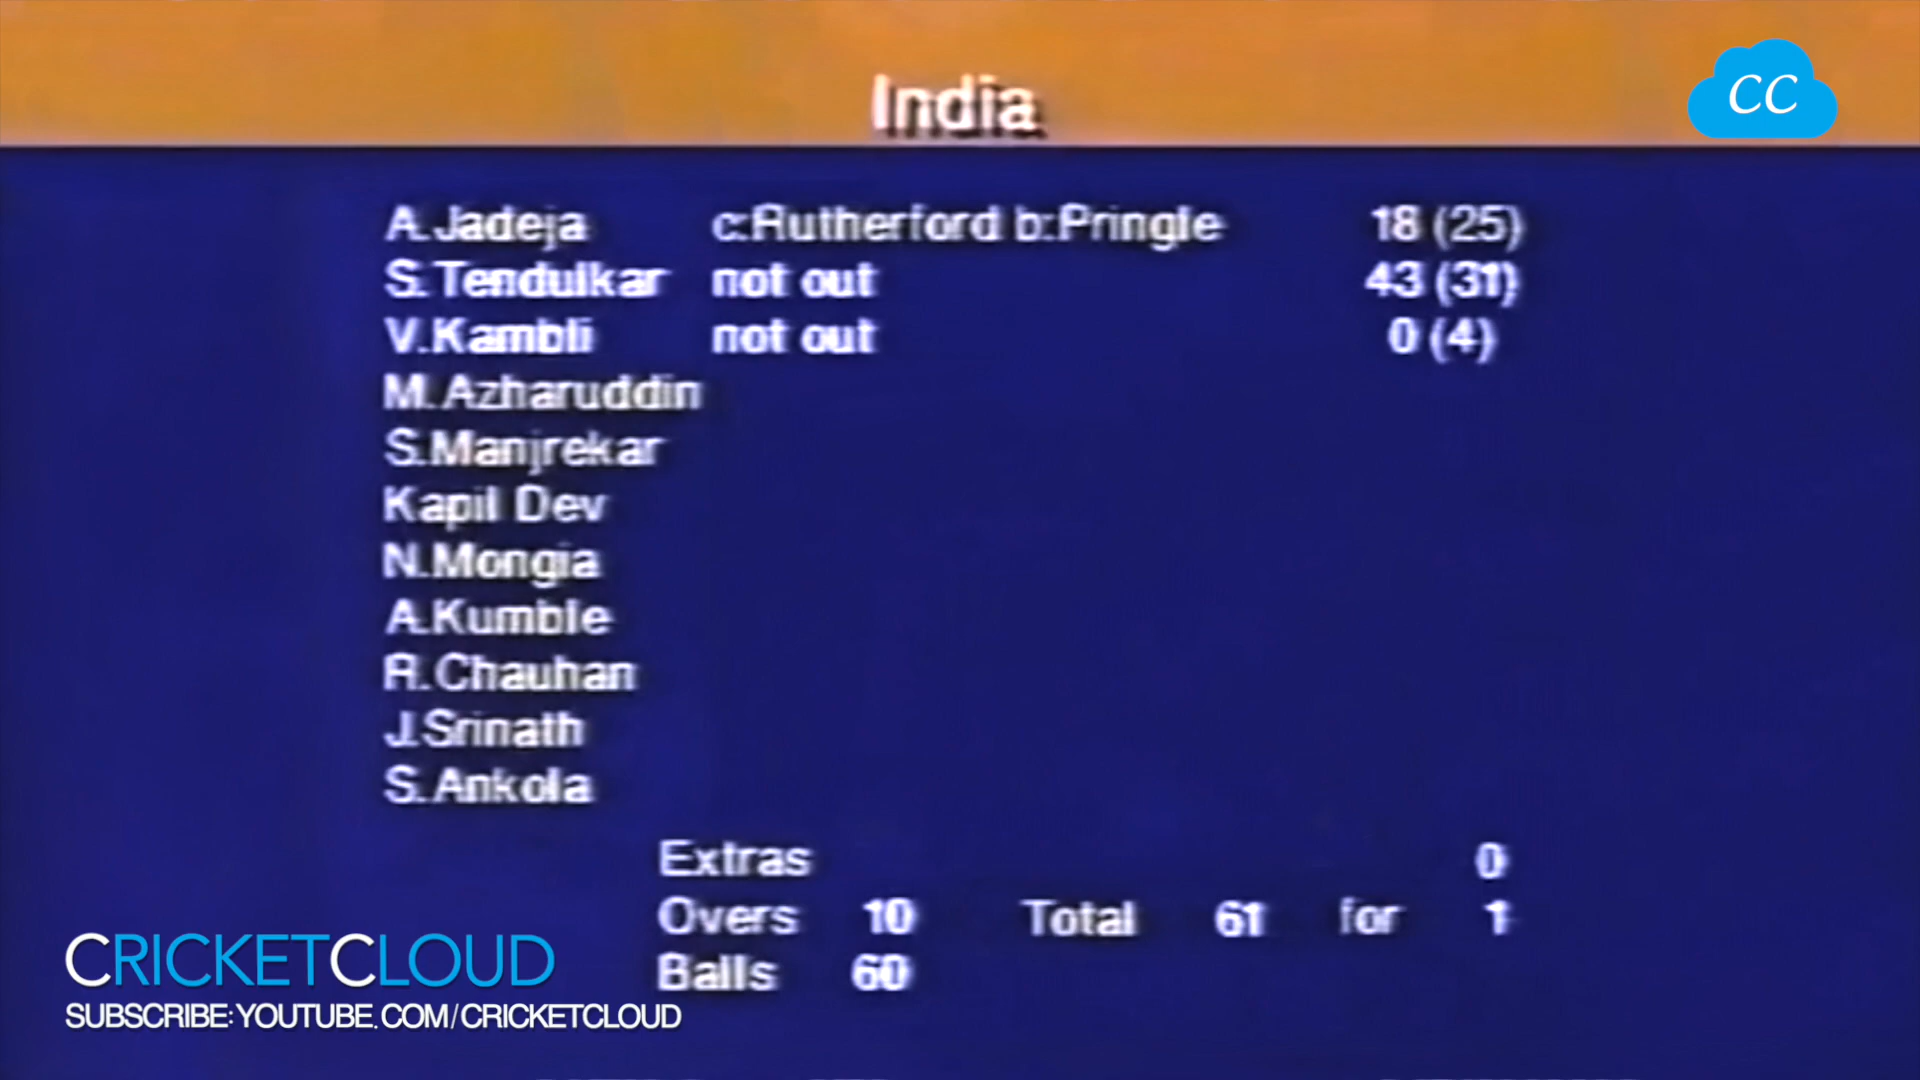 India
CC
A.Jadeja c:Rutherford b:Pringle 18 (25)
S.Tendulkar not out 43 (31)
V.Kambli not out 0 (4)
M.Azharuddin
S.Manjrekar
Kapil Dev
N.Mongia
A.Kumble
R.Chauhan
J.Srinath
S.Ankola
Extras 0
Overs 10 Total 61 for 1
Balls 60
CRICKETCLOUD
SUBSCRIBE: YOUTUBE.COM/CRICKETCLOUD